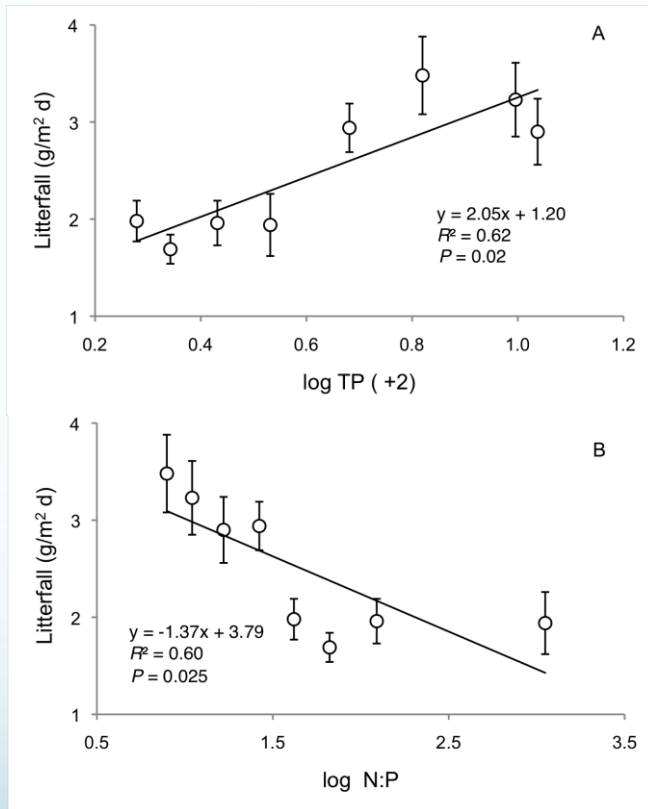 A
4
3
2
1
Litterfall (g/m² d)
y = 2.05x + 1.20
R² = 0.62
P = 0.02
0.2 0.4 0.6 0.8 1.0 1.2
log TP ( +2)
B
4
3
2
1
Litterfall (g/m² d)
y = -1.37x + 3.79
R² = 0.60
P = 0.025
0.5 1.5 2.5 3.5
log N:P